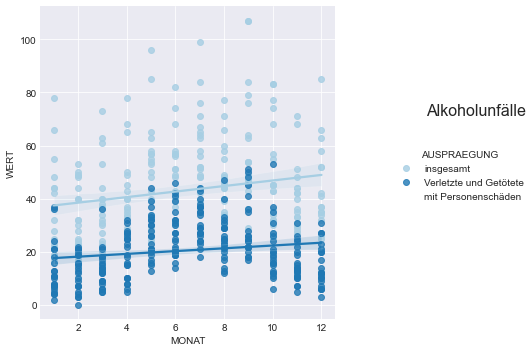 100
80
60
40
20
0
WERT
2 4 6 8 10 12
MONAT
Alkoholunfälle
AUSPRAEGUNG
insgesamt
Verletzte und Getötete
mit Personenschäden